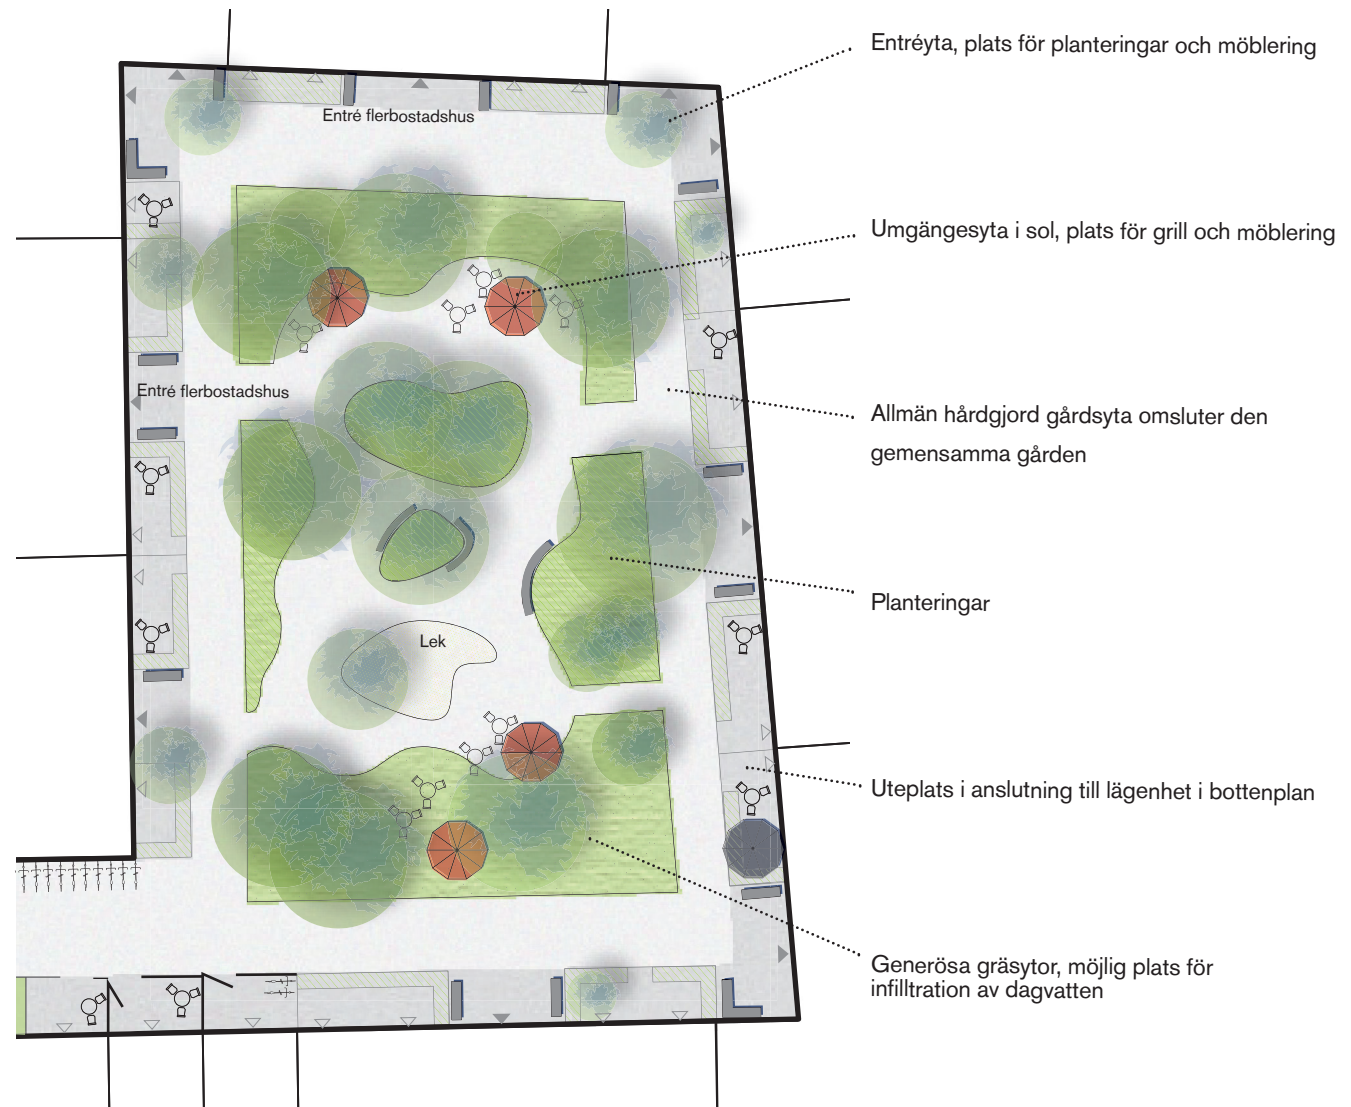 Entréyta, plats för planteringar och möblering
Entré flerbostadshus
Umgängesyta i sol, plats för grill och möblering
Entré flerbostadshus
Allmän hårdgjord gårdsyta omsluter den
gemensamma gården
Planteringar
Lek
Uteplats i anslutning till lägenhet i bottenplan
Generösa gräsytor, möjlig plats för
infilltration av dagvatten